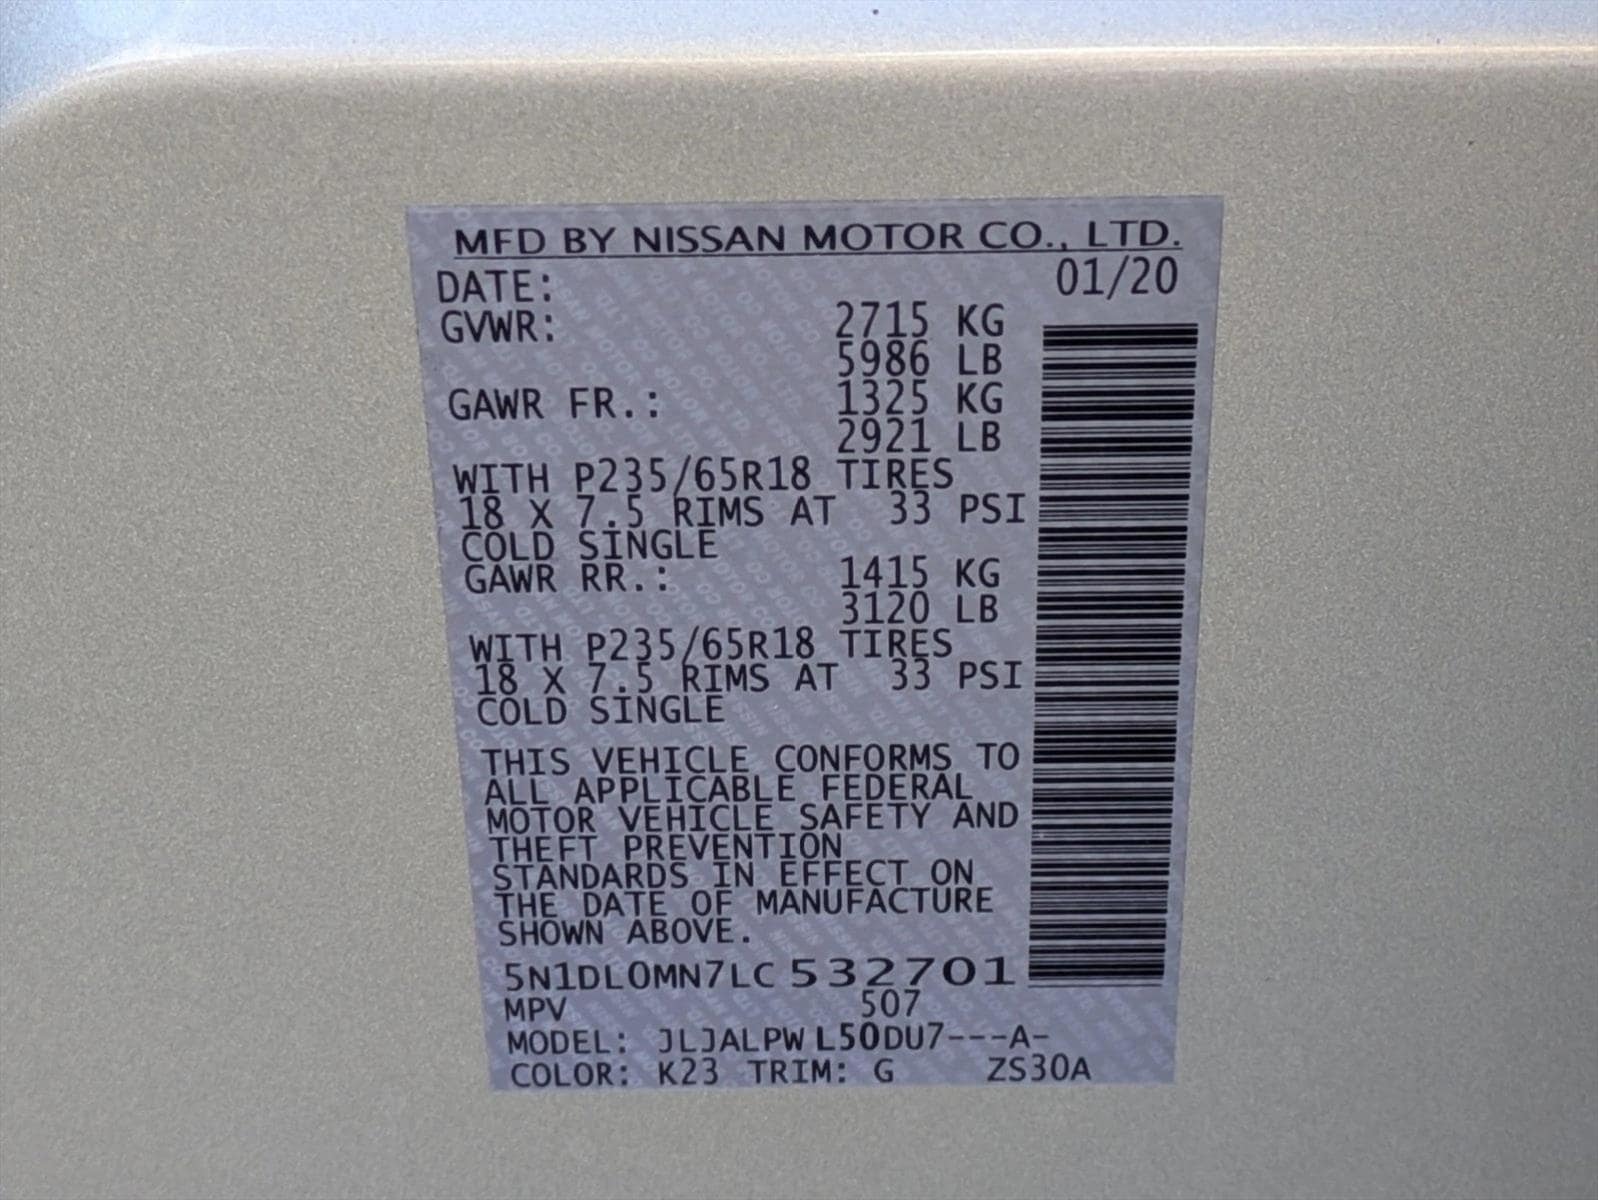 MFD BY NISSAN MOTOR CO., LTD.
DATE: 01/20
GVWR: 2715 KG
5986 LB
GAWR FR.: 1325 KG
2921 LB
WITH P235/65R18 TIRES
18 X 7.5 RIMS AT 33 PSI
COLD SINGLE
GAWR RR.: 1415 KG
3120 LB
WITH P235/65R18 TIRES
18 X 7.5 RIMS AT 33 PSI
COLD SINGLE
THIS VEHICLE CONFORMS TO
ALL APPLICABLE FEDERAL
MOTOR VEHICLE SAFETY AND
THEFT PREVENTION
STANDARDS IN EFFECT ON
THE DATE OF MANUFACTURE
SHOWN ABOVE.
5N1DL0MN7LC 532701
MPV 507
MODEL: JLJALPW L50DU7---A-
COLOR: K23 TRIM: G ZS30A